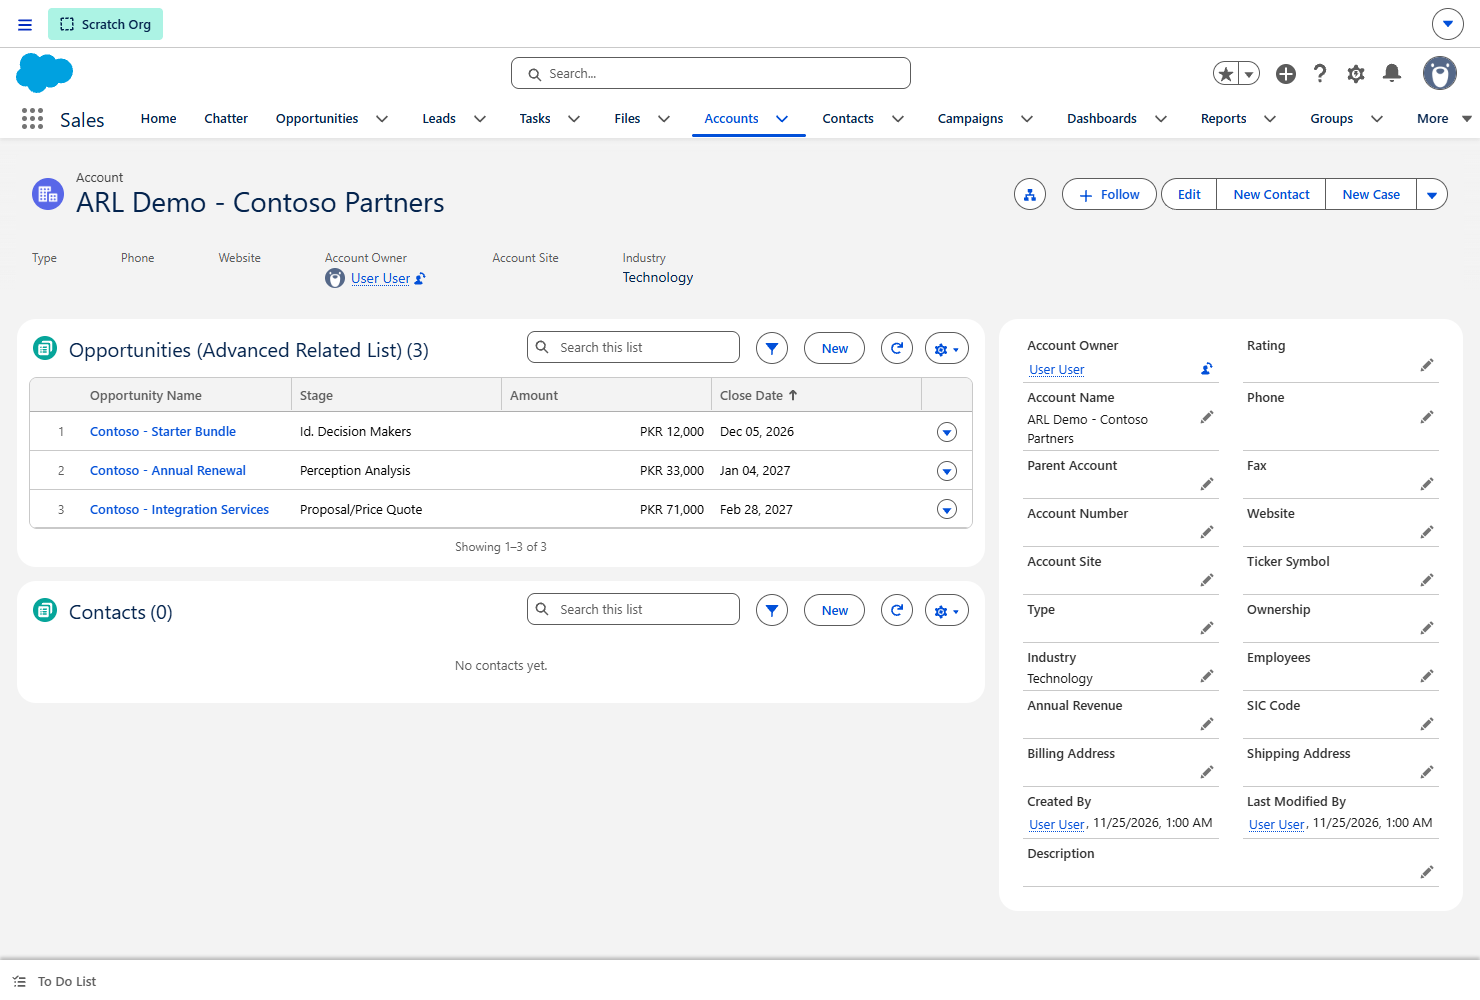 Scratch Org
Search...
Sales
Home
Chatter
Opportunities
Leads
Tasks
Files
Accounts
Contacts
Campaigns
Dashboards
Reports
Groups
More
Account
ARL Demo - Contoso Partners
Follow
Edit
New Contact
New Case
Type
Phone
Website
Account Owner
User User
Account Site
Industry
Technology
Opportunities (Advanced Related List) (3)
Search this list
New
Opportunity Name Stage Amount Close Date
1 Contoso - Starter Bundle Id. Decision Makers PKR 12,000 Dec 05, 2026
2 Contoso - Annual Renewal Perception Analysis PKR 33,000 Jan 04, 2027
3 Contoso - Integration Services Proposal/Price Quote PKR 71,000 Feb 28, 2027
Showing 1–3 of 3
Contacts (0)
Search this list
New
No contacts yet.
Account Owner
User User
Rating
Account Name
ARL Demo - Contoso
Partners
Phone
Parent Account
Fax
Account Number
Website
Account Site
Ticker Symbol
Type
Ownership
Industry
Technology
Employees
Annual Revenue
SIC Code
Billing Address
Shipping Address
Created By
User User, 11/25/2026, 1:00 AM
Last Modified By
User User, 11/25/2026, 1:00 AM
Description
To Do List